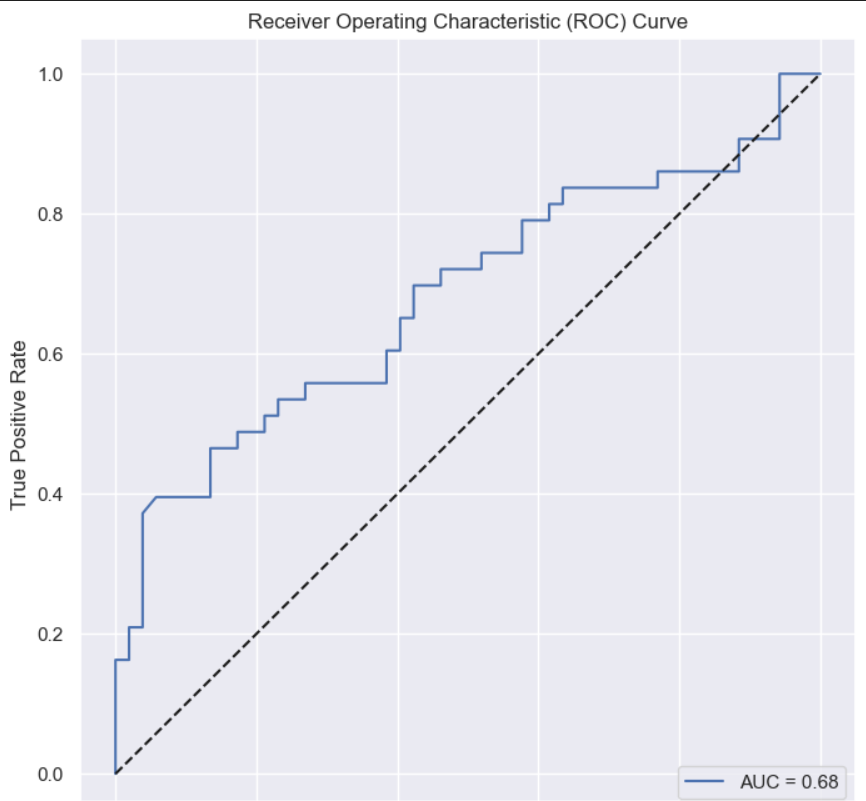 Receiver Operating Characteristic (ROC) Curve
1.0
0.8
0.6
0.4
0.2
0.0
True Positive Rate
AUC = 0.68